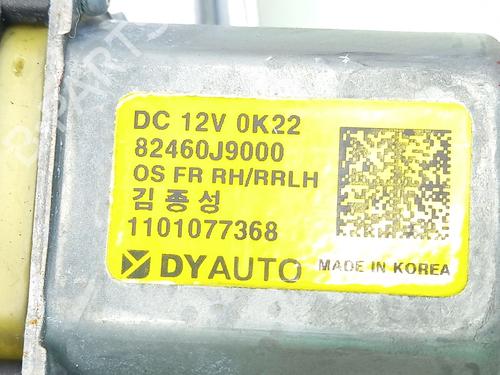 DC 12V 0K22
82460J9000
OS FR RH/RRLH
김종성
1101077368
DYAUTO MADE IN KOREA